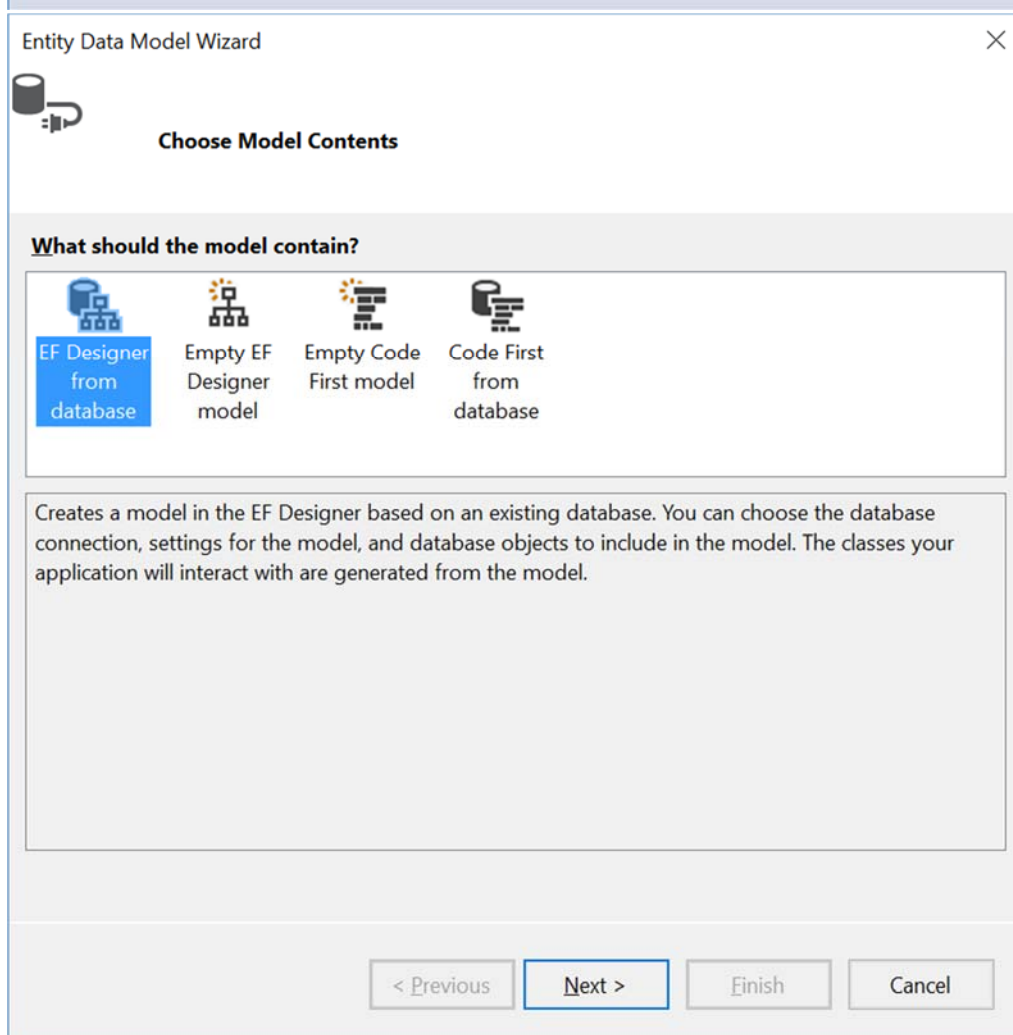 Entity Data Model Wizard
Choose Model Contents
What should the model contain?
EF Designer
from
database
Empty EF
Designer
model
Empty Code
First model
Code First
from
database
Creates a model in the EF Designer based on an existing database. You can choose the database
connection, settings for the model, and database objects to include in the model. The classes your
application will interact with are generated from the model.
< Previous
Next >
Finish
Cancel